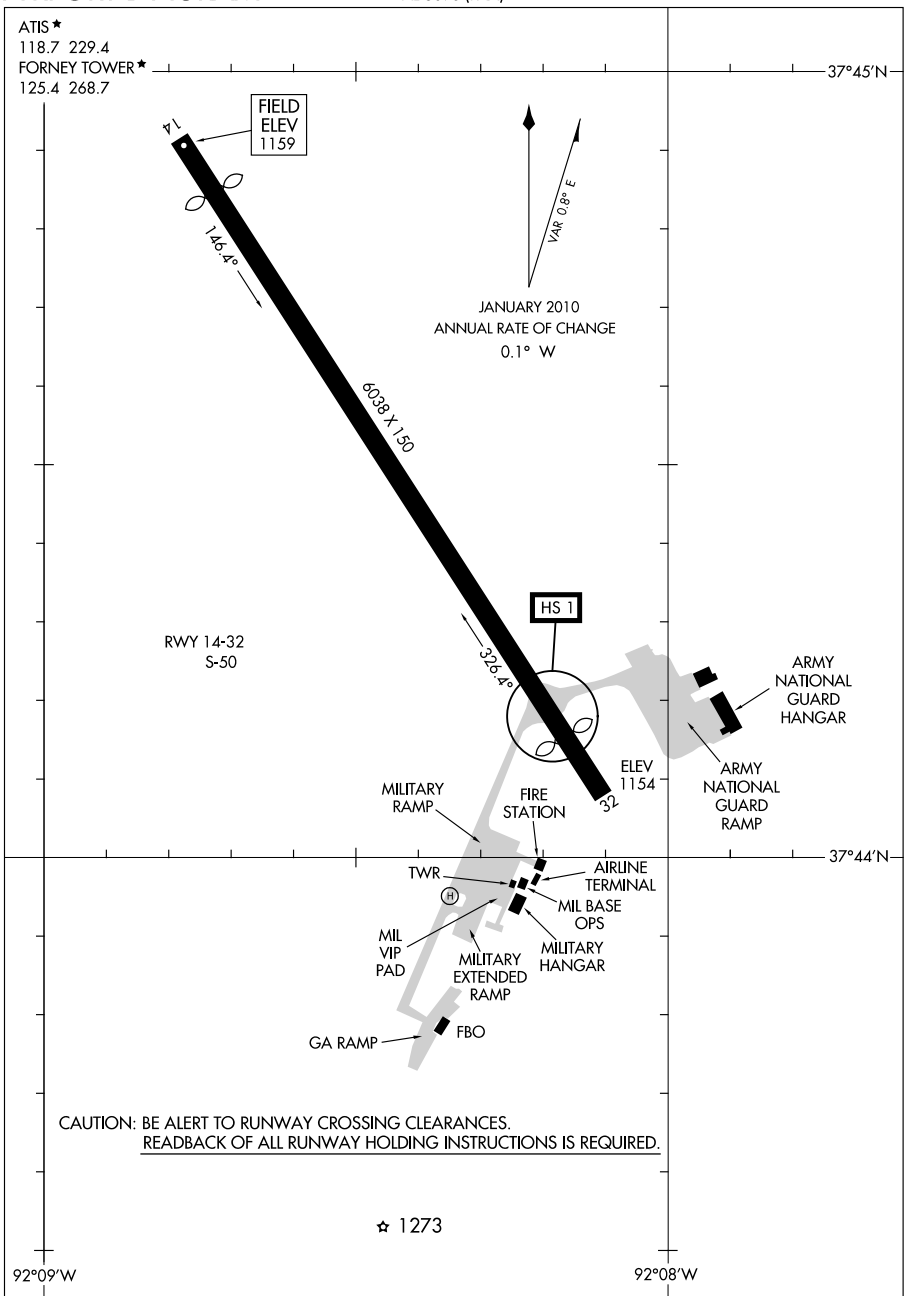 ATIS★
118.7 229.4
FORNEY TOWER★
125.4 268.7
37°45'N
14
FIELD
ELEV
1159
VAR 0.8° E
146.4°
JANUARY 2010
ANNUAL RATE OF CHANGE
0.1° W
6038 X 150
HS 1
RWY 14-32
S-50
326.4°
ARMY
NATIONAL
GUARD
HANGAR
ELEV
1154
32
ARMY
NATIONAL
GUARD
RAMP
MILITARY
RAMP
FIRE
STATION
37°44'N
TWR
AIRLINE
TERMINAL
H
MIL BASE
OPS
MIL
VIP
PAD
MILITARY
HANGAR
MILITARY
EXTENDED
RAMP
GA RAMP
FBO
CAUTION: BE ALERT TO RUNWAY CROSSING CLEARANCES.
READBACK OF ALL RUNWAY HOLDING INSTRUCTIONS IS REQUIRED.
1273
92°09'W
92°08'W